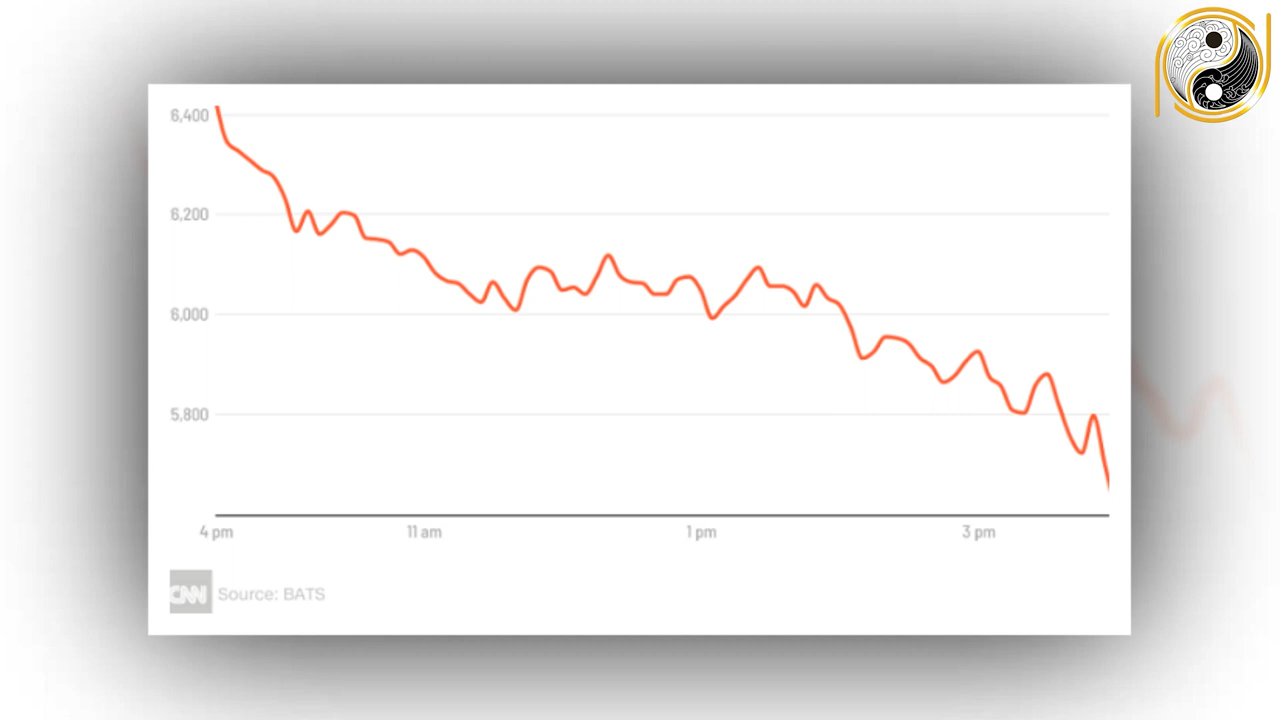 6,400
6,200
6,000
5,800
4 pm
11 am
1 pm
3 pm
CNN
Source: BATS